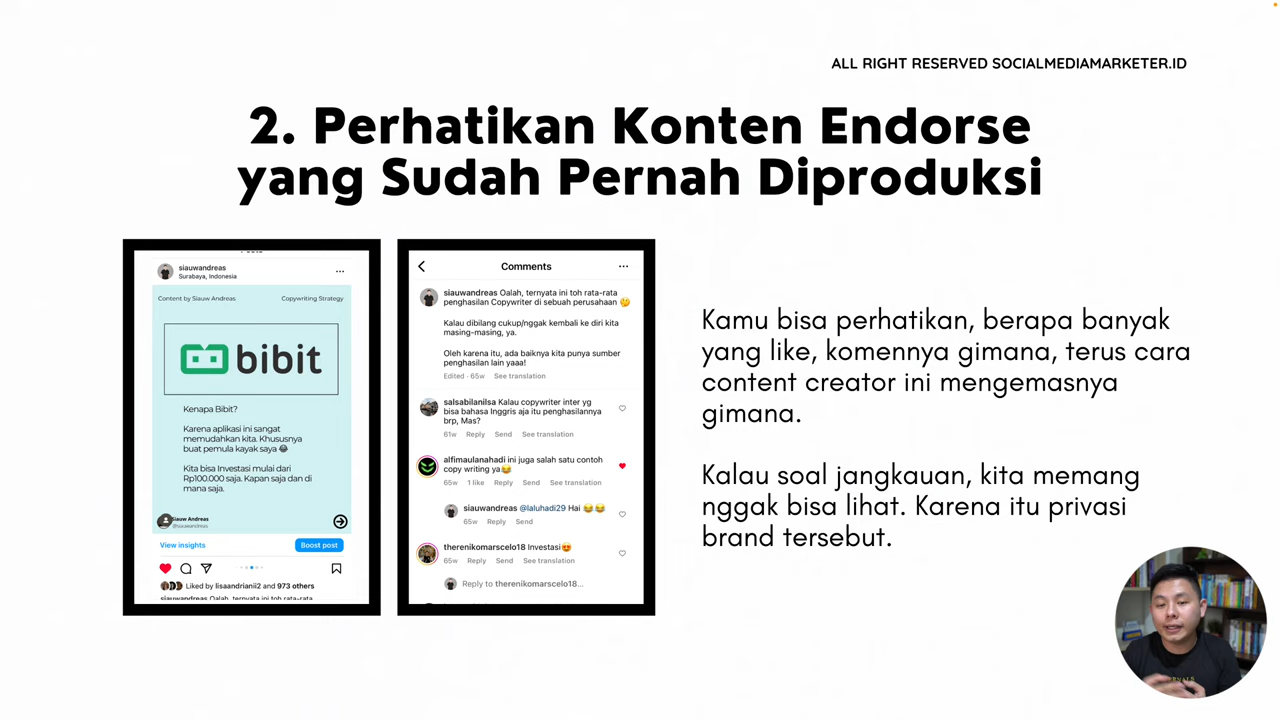 ALL RIGHT RESERVED SOCIALMEDIAMARKETER.ID
2. Perhatikan Konten Endorse
yang Sudah Pernah Diproduksi
siauwandreas
Surabaya, Indonesia
Content by Siauw Andreas
Copywriting Strategy
bibit
Kenapa Bibit?
Karena aplikasi ini sangat
memudahkan kita. Khususnya
buat pemula kayak saya 😂
Kita bisa Investasi mulai dari
Rp100.000 saja. Kapan saja dan di
mana saja.
Siauw Andreas
@siauwandreas
View insights
Boost post
Liked by lisaandrianii2 and 973 others
siauwandreas Oalah, ternyata ini toh rata-rata
Comments
siauwandreas Oalah, ternyata ini toh rata-rata
penghasilan Copywriter di sebuah perusahaan 🤔
Kalau dibilang cukup/nggak kembali ke diri kita
masing-masing, ya.
Oleh karena itu, ada baiknya kita punya sumber
penghasilan lain yaaa!
Edited · 65w See translation
salsabilanilsa Kalau copywriter inter yg
bisa bahasa Inggris aja itu penghasilannya
brp, Mas?
61w Reply Send See translation
alfimaulanahadi ini juga salah satu contoh
copy writing ya😂
65w 1 like Reply Send See translation
siauwandreas @laluhadi29 Hai 😂😂
65w Reply Send
therenikomarscelo18 Investasi😍
65w Reply Send See translation
Reply to therenikomarscelo18...
Kamu bisa perhatikan, berapa banyak
yang like, komennya gimana, terus cara
content creator ini mengemasnya
gimana.
Kalau soal jangkauan, kita memang
nggak bisa lihat. Karena itu privasi
brand tersebut.